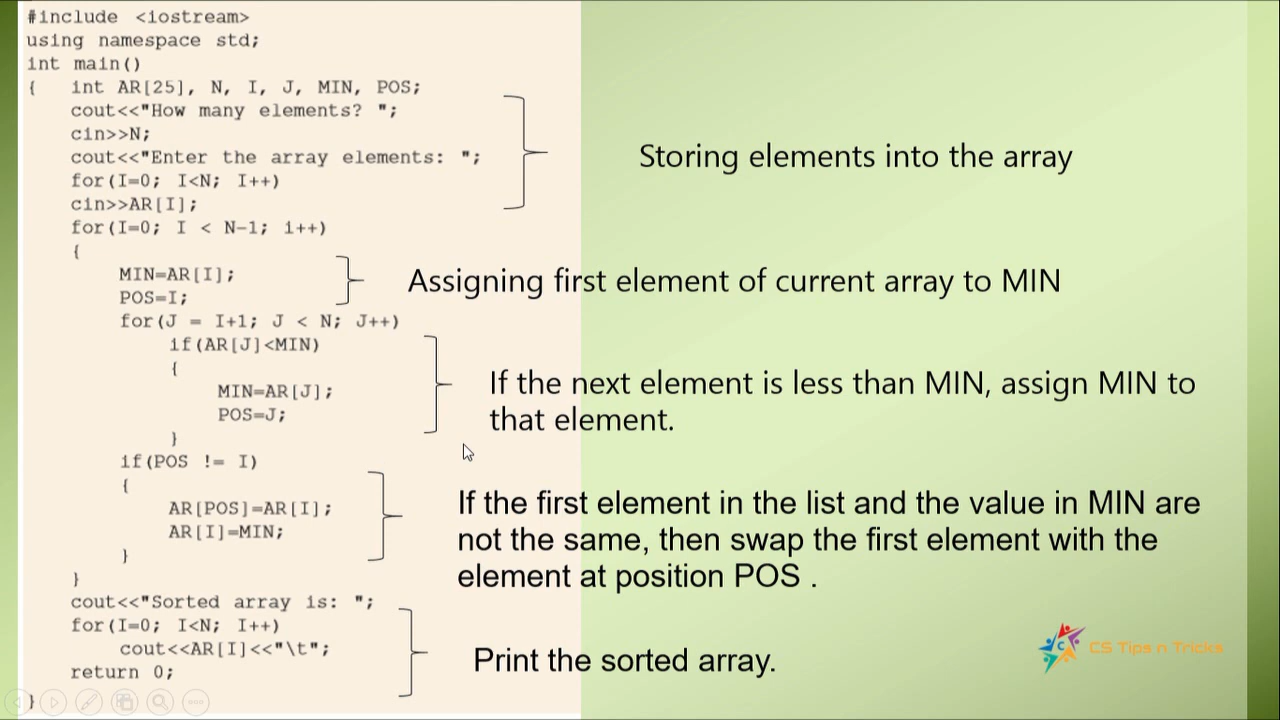 #include <iostream>
using namespace std;
int main()
{ int AR[25], N, I, J, MIN, POS;
cout<<"How many elements? ";
cin>>N;
cout<<"Enter the array elements: ";
for(I=0; I<N; I++)
cin>>AR[I];
for(I=0; I < N-1; i++)
{
MIN=AR[I];
POS=I;
for(J = I+1; J < N; J++)
if(AR[J]<MIN)
{
MIN=AR[J];
POS=J;
}
if(POS != I)
{
AR[POS]=AR[I];
AR[I]=MIN;
}
}
cout<<"Sorted array is: ";
for(I=0; I<N; I++)
cout<<AR[I]<<"\t";
return 0;
}
Storing elements into the array
Assigning first element of current array to MIN
If the next element is less than MIN, assign MIN to
that element.
If the first element in the list and the value in MIN are
not the same, then swap the first element with the
element at position POS .
Print the sorted array.
C
CS Tips n Tricks